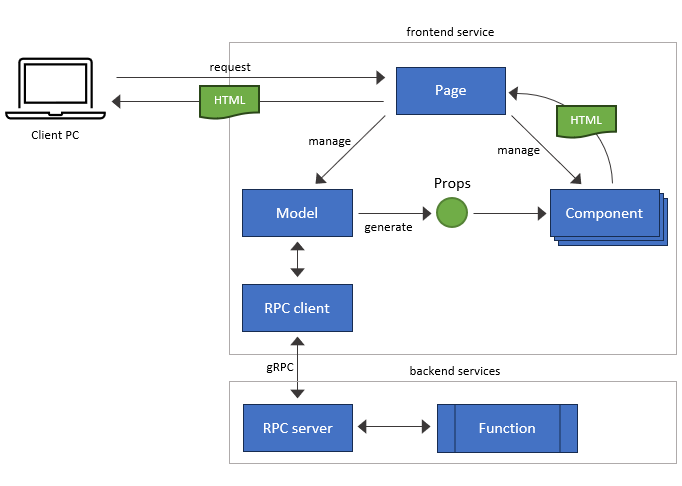 frontend service
request
Page
HTML
HTML
Client PC
manage
manage
Props
Model
generate
Component
RPC client
gRPC
backend services
RPC server
Function